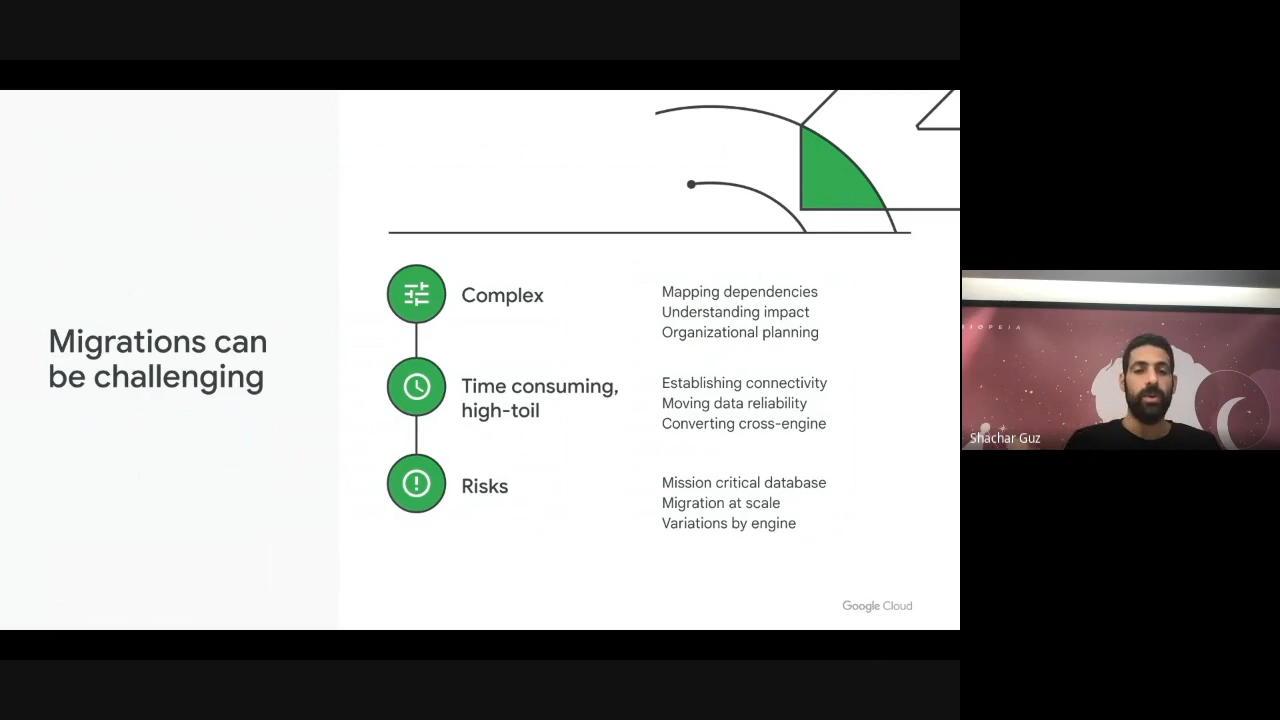 Migrations can
be challenging
Complex
Mapping dependencies
Understanding impact
Organizational planning
Time consuming,
high-toil
Establishing connectivity
Moving data reliability
Converting cross-engine
Risks
Mission critical database
Migration at scale
Variations by engine
Google Cloud
Shachar Guz